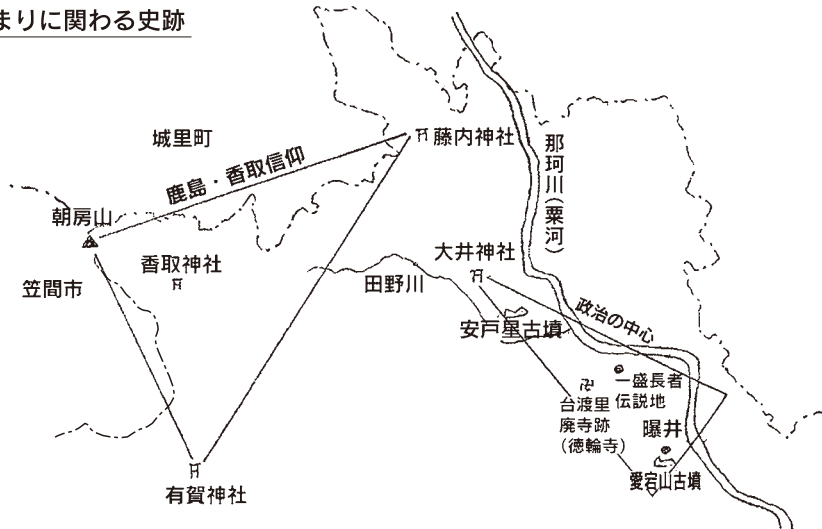 まりに関わる史跡
藤内神社
城里町
那珂川(粟河)
鹿島・香取信仰
朝房山
大井神社
香取神社
笠間市
田野川
政治の中心
安戸星古墳
一盛長者
伝説地
台渡里
廃寺跡
(徳輪寺)
曝井
愛宕山古墳
有賀神社